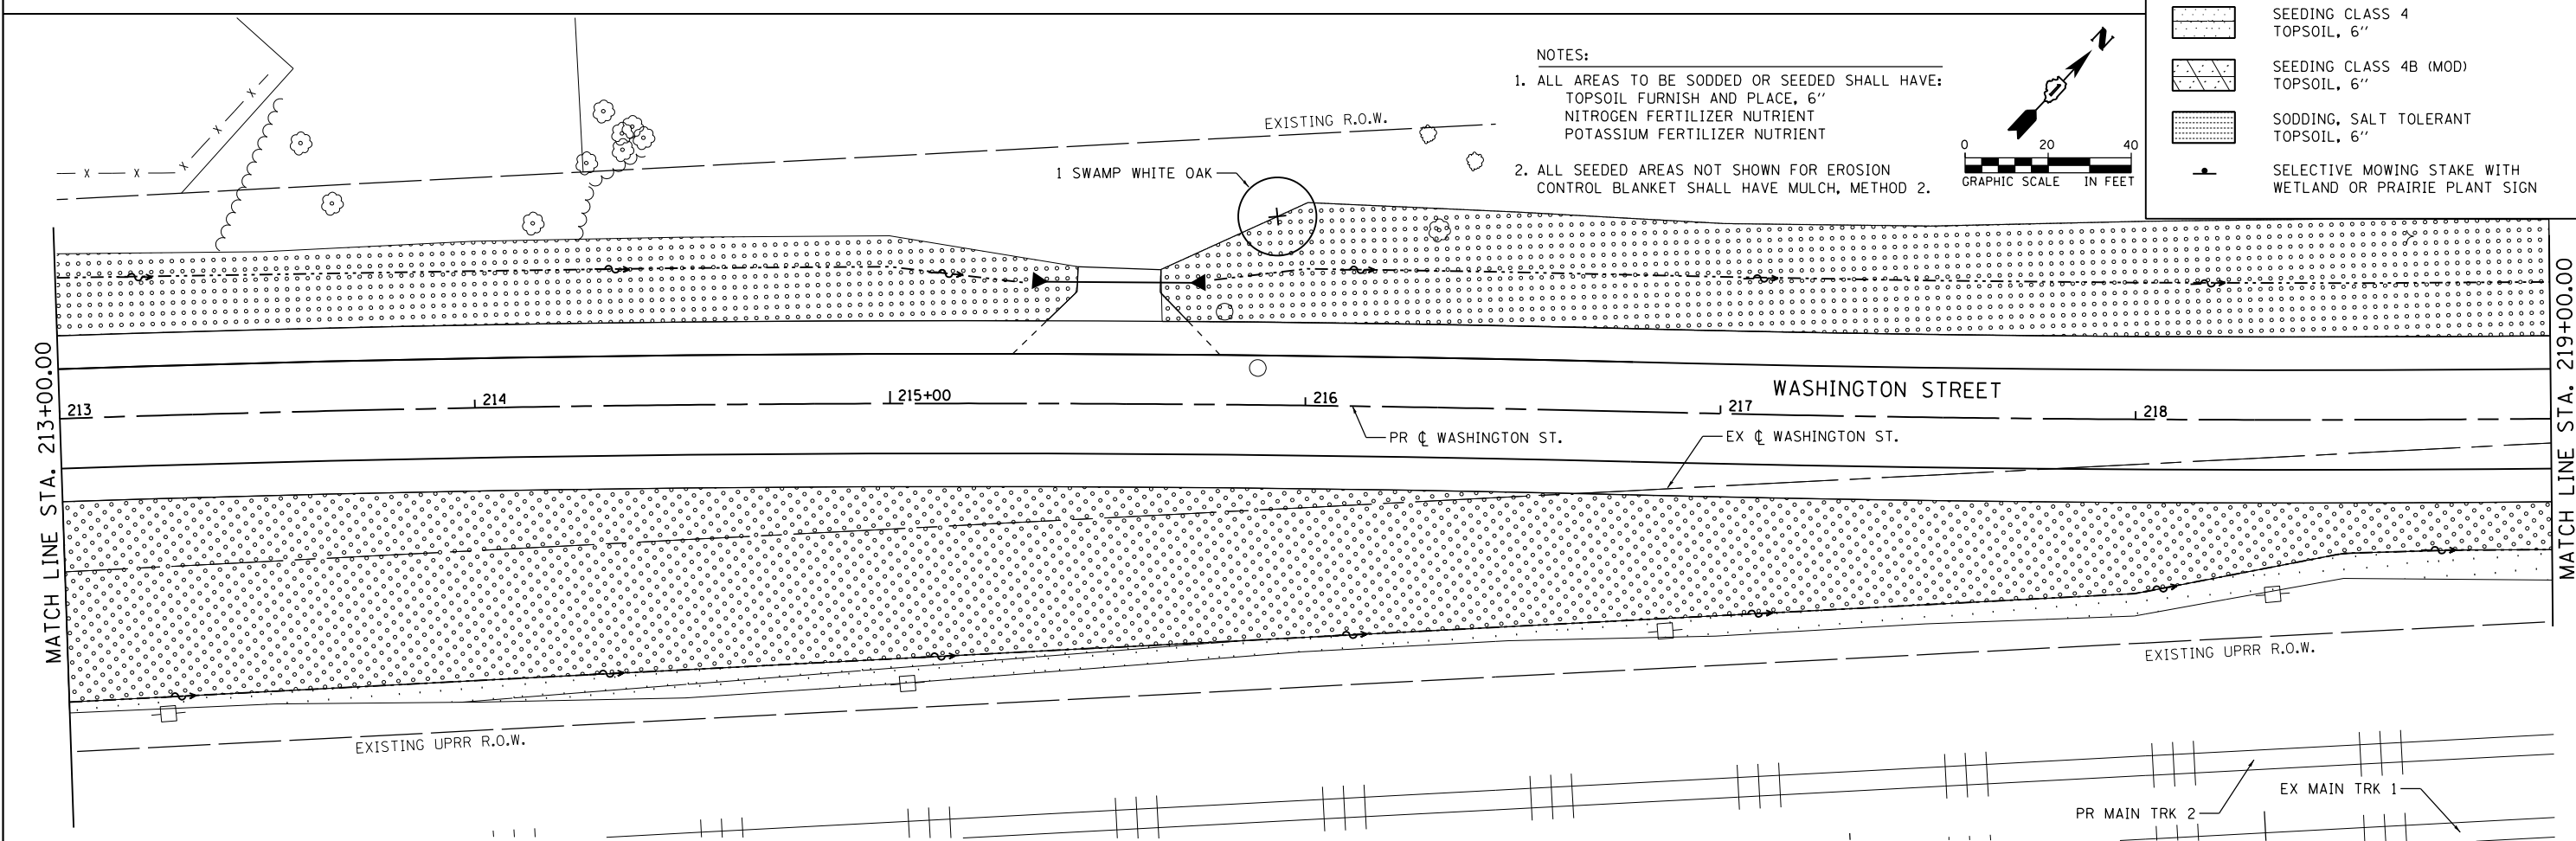 SEEDING CLASS 4
TOPSOIL, 6"
SEEDING CLASS 4B (MOD)
TOPSOIL, 6"
SODDING, SALT TOLERANT
TOPSOIL, 6"
SELECTIVE MOWING STAKE WITH
WETLAND OR PRAIRIE PLANT SIGN
NOTES:
1. ALL AREAS TO BE SODDED OR SEEDED SHALL HAVE:
TOPSOIL FURNISH AND PLACE, 6"
NITROGEN FERTILIZER NUTRIENT
POTASSIUM FERTILIZER NUTRIENT
2. ALL SEEDED AREAS NOT SHOWN FOR EROSION
CONTROL BLANKET SHALL HAVE MULCH, METHOD 2.
N
0 20 40
GRAPHIC SCALE IN FEET
EXISTING R.O.W.
1 SWAMP WHITE OAK
X X X X X
MATCH LINE STA. 213+00.00
213
214
215+00
216
217
218
WASHINGTON STREET
PR ℄ WASHINGTON ST.
EX ℄ WASHINGTON ST.
MATCH LINE STA. 219+00.00
EXISTING UPRR R.O.W.
EXISTING UPRR R.O.W.
EX MAIN TRK 1
PR MAIN TRK 2